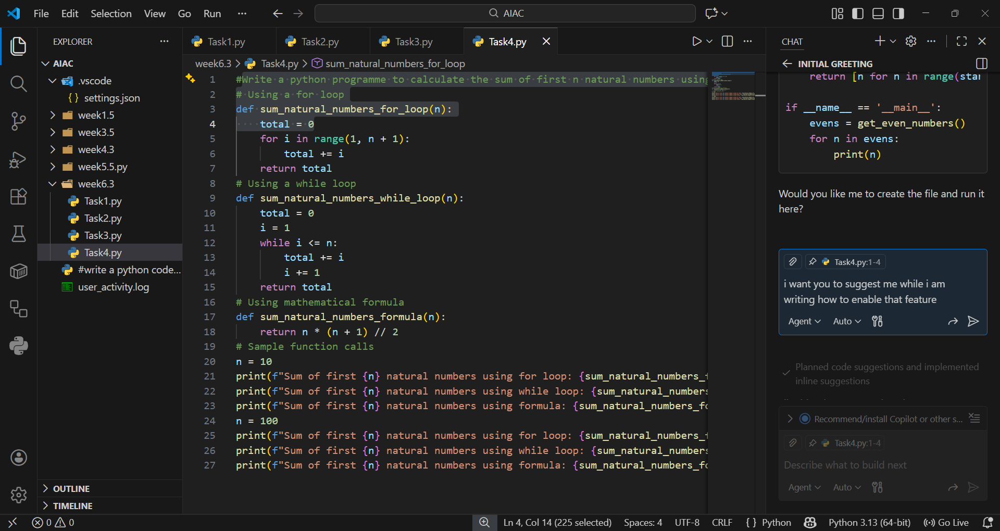 File Edit Selection View Go Run ··· AIAC
EXPLORER ···
AIAC
.vscode
{ } settings.json
week1.5
week3.5
week4.3
week5.5.py
week6.3
Task1.py
Task2.py
Task3.py
Task4.py
#write a python code...
user_activity.log
OUTLINE
TIMELINE
Task1.py Task2.py Task3.py Task4.py
week6.3 > Task4.py > sum_natural_numbers_for_loop
1 #Write a python programme to calculate the sum of first n natural numbers using
2 # Using a for loop
3 def sum_natural_numbers_for_loop(n):
4     total = 0
5     for i in range(1, n + 1):
6         total += i
7     return total
8 # Using a while loop
9 def sum_natural_numbers_while_loop(n):
10     total = 0
11     i = 1
12     while i <= n:
13         total += i
14         i += 1
15     return total
16 # Using mathematical formula
17 def sum_natural_numbers_formula(n):
18     return n * (n + 1) // 2
19 # Sample function calls
20 n = 10
21 print(f"Sum of first {n} natural numbers using for loop: {sum_natural_numbers_f
22 print(f"Sum of first {n} natural numbers using while loop: {sum_natural_numbers
23 print(f"Sum of first {n} natural numbers using formula: {sum_natural_numbers_fo
24 n = 100
25 print(f"Sum of first {n} natural numbers using for loop: {sum_natural_numbers_f
26 print(f"Sum of first {n} natural numbers using while loop: {sum_natural_numbers
27 print(f"Sum of first {n} natural numbers using formula: {sum_natural_numbers_fo
CHAT
INITIAL GREETING
return [n for n in range(star
if __name__ == '__main__':
    evens = get_even_numbers()
    for n in evens:
        print(n)
Would you like me to create the file and run it
here?
Task4.py:1-4
i want you to suggest me while i am
writing how to enable that feature
Agent Auto
Planned code suggestions and implemented
inline suggestions
Recommend/install Copilot or other s...
Task4.py:1-4
Describe what to build next
Agent Auto
0 0 Ln 4, Col 14 (225 selected) Spaces: 4 UTF-8 CRLF { } Python Python 3.13 (64-bit) Go Live